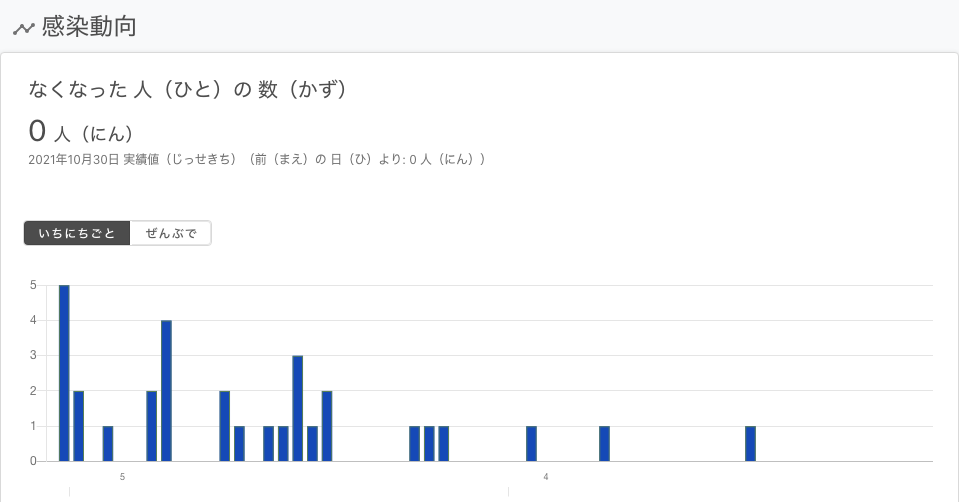 感染動向
なくなった 人（ひと）の 数（かず）
0 人（にん）
2021年10月30日 実績値（じっせきち）（前（まえ）の 日（ひ）より: 0 人（にん））
いちにちごと ぜんぶで
5
4
3
2
1
0
5 4